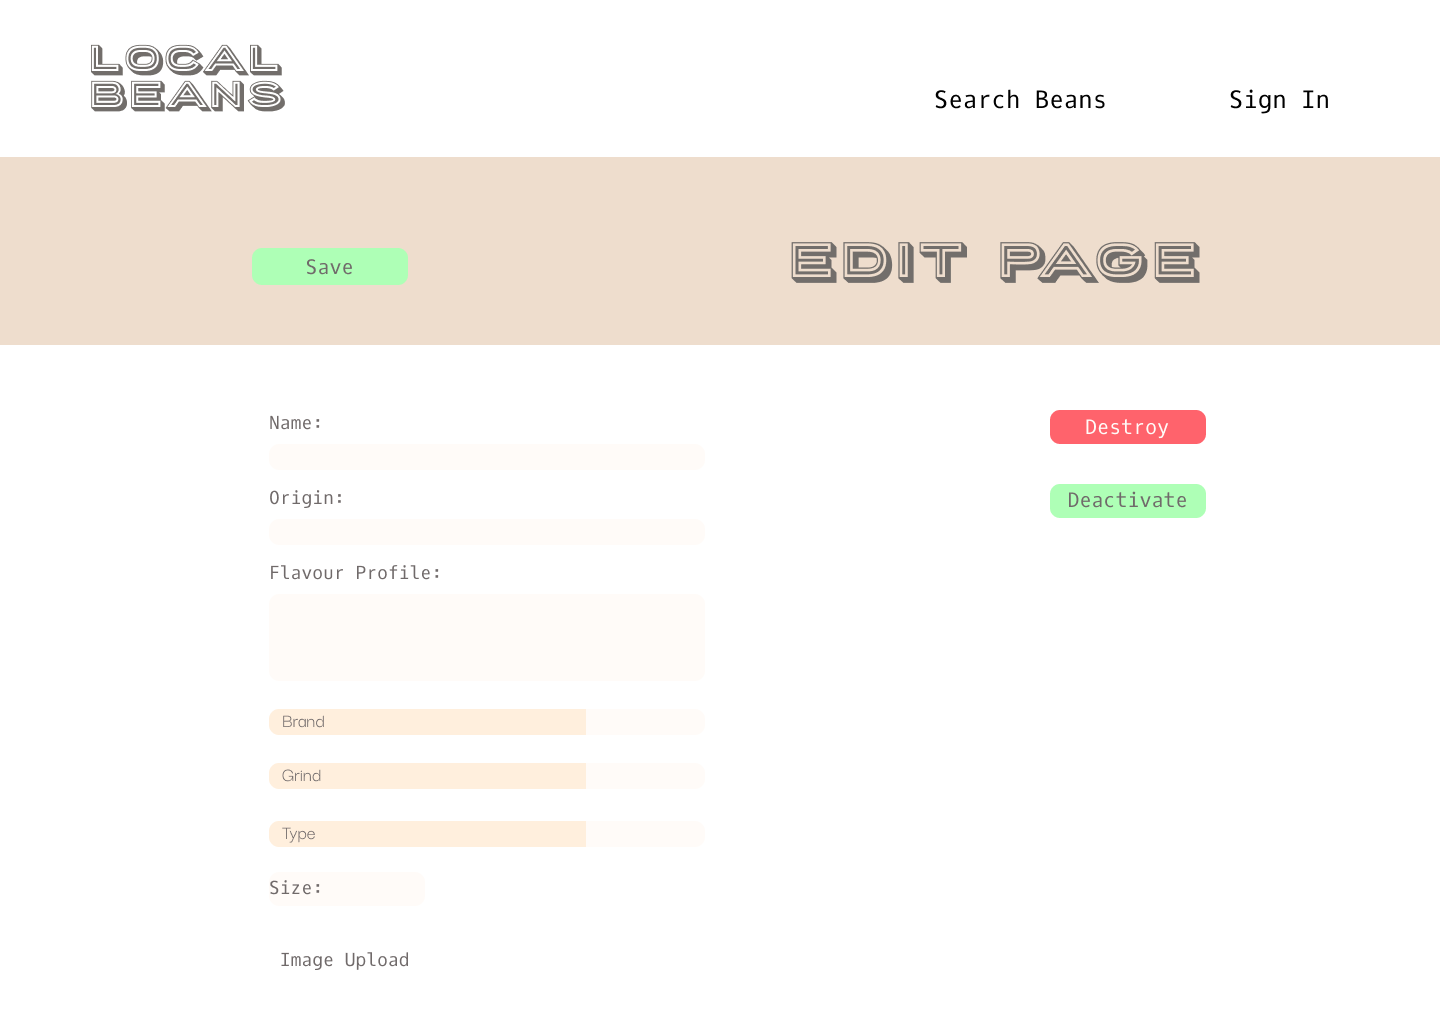 LOCAL
BEANS
Search Beans
Sign In
Save
EDIT PAGE
Name:
Destroy
Origin:
Deactivate
Flavour Profile:
Brand
Grind
Type
Size:
Image Upload